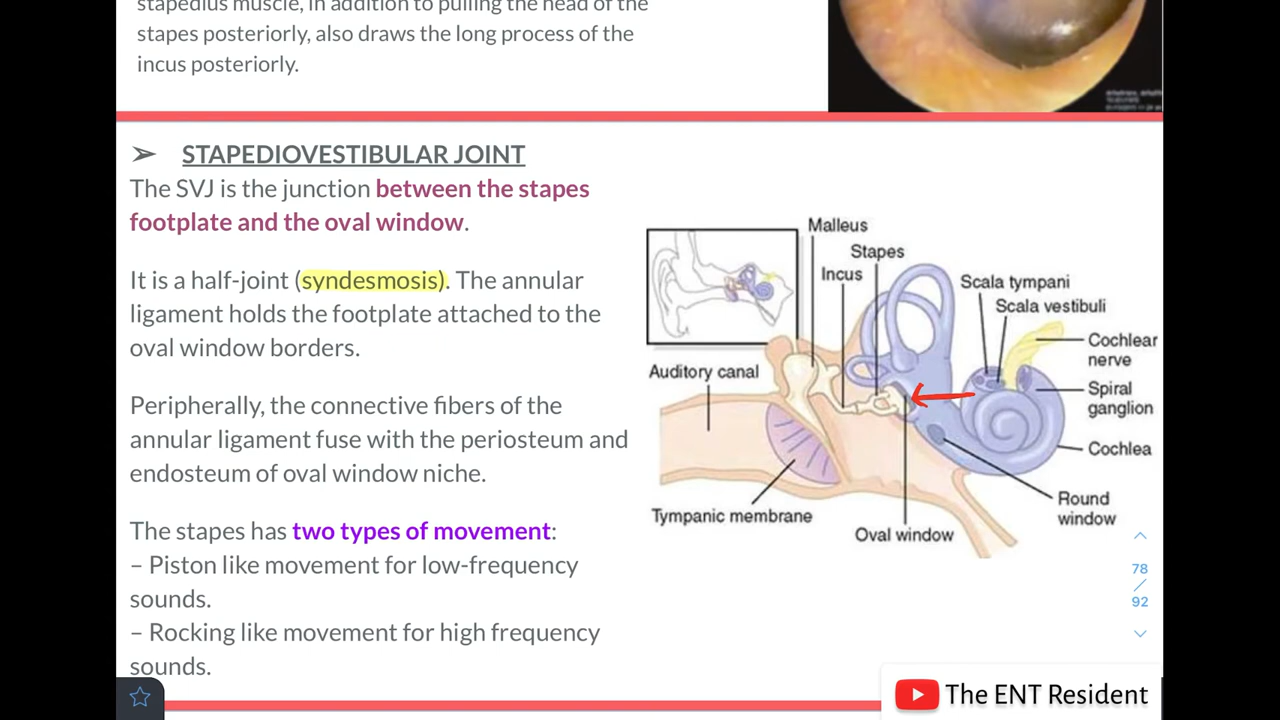 stapedius muscle, in addition to pulling the head of the
stapes posteriorly, also draws the long process of the
incus posteriorly.
➢ STAPEDIOVESTIBULAR JOINT
The SVJ is the junction between the stapes
footplate and the oval window.
It is a half-joint (syndesmosis). The annular
ligament holds the footplate attached to the
oval window borders.
Peripherally, the connective fibers of the
annular ligament fuse with the periosteum and
endosteum of oval window niche.
The stapes has two types of movement:
– Piston like movement for low-frequency
sounds.
– Rocking like movement for high frequency
sounds.
Malleus
Stapes
Incus
Scala tympani
Scala vestibuli
Cochlear
nerve
Auditory canal
Spiral
ganglion
Cochlea
Round
window
Tympanic membrane
Oval window
78
/
92
The ENT Resident